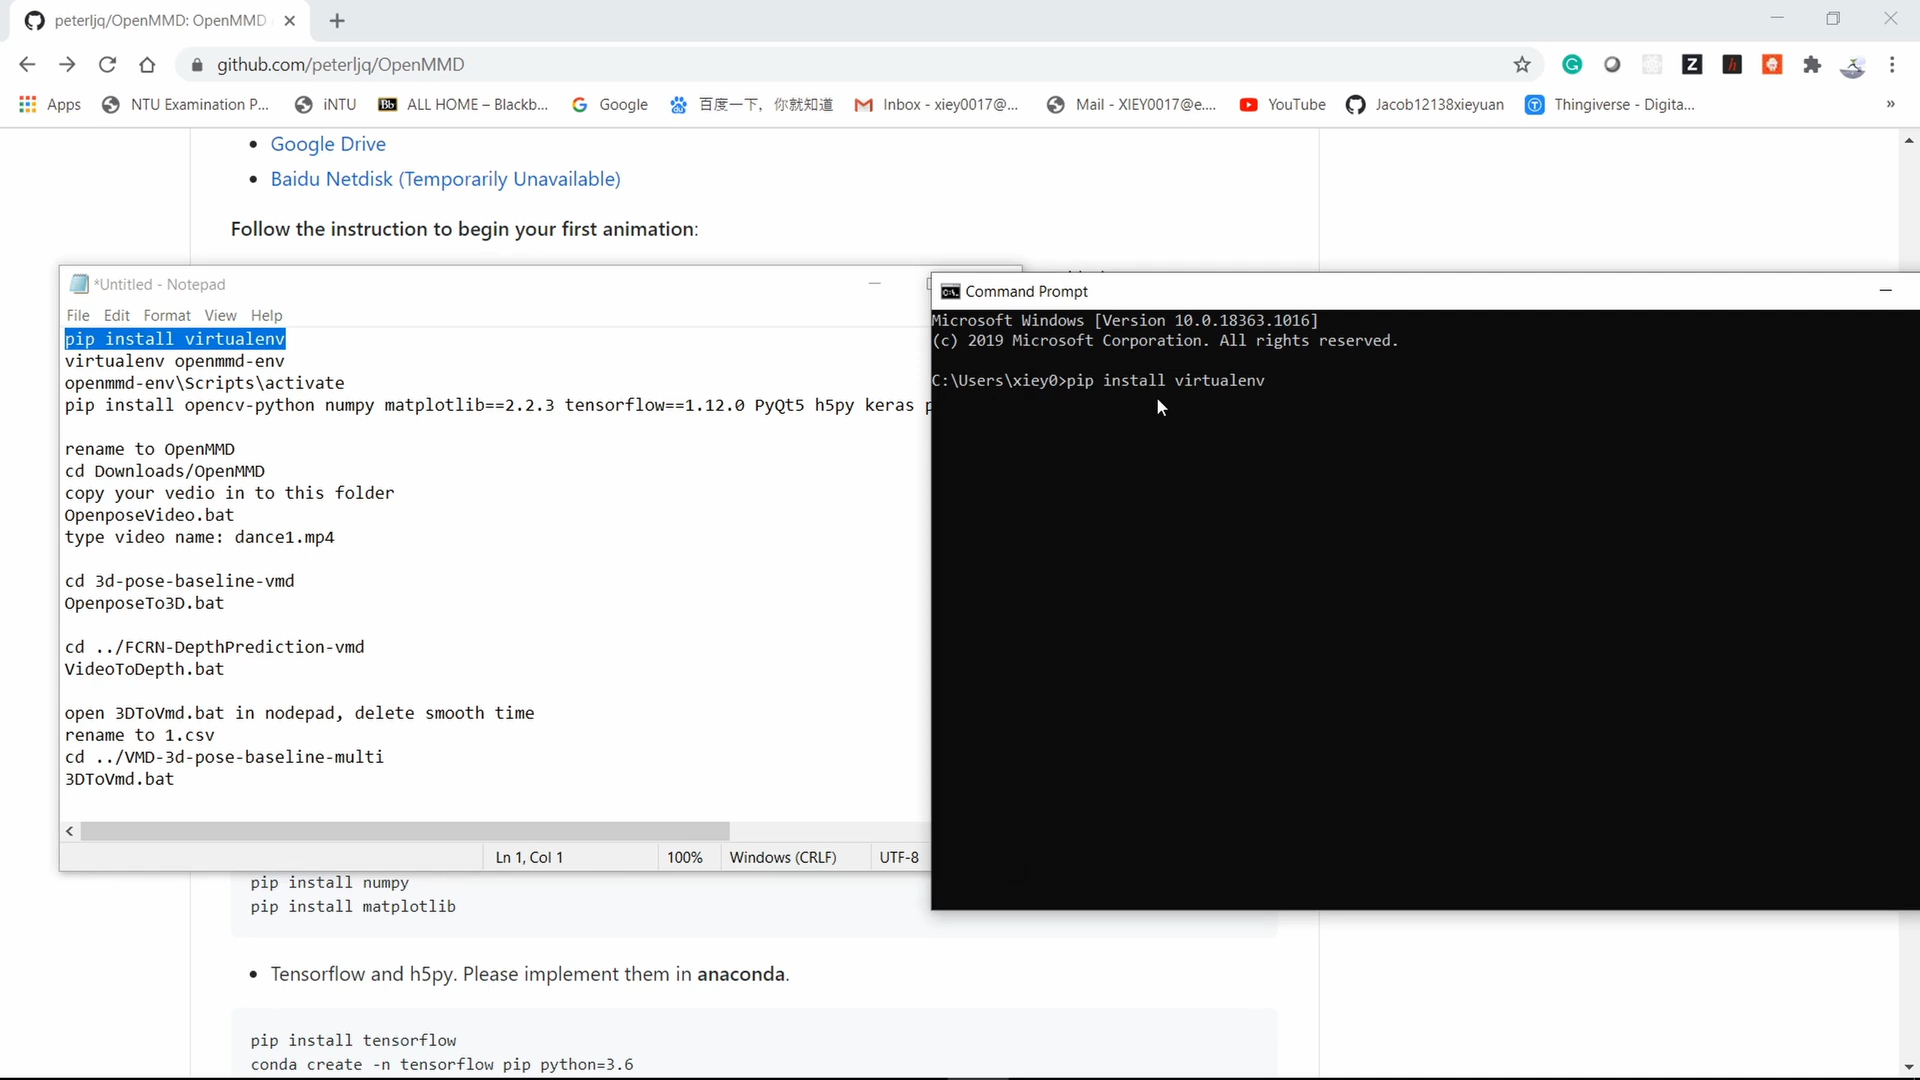 peterljq/OpenMMD: OpenMMD
github.com/peterljq/OpenMMD
Apps
NTU Examination P...
iNTU
Bb
ALL HOME – Blackb...
Google
百度一下，你就知道
Inbox - xiey0017@...
Mail - XIEY0017@e....
YouTube
Jacob12138xieyuan
Thingiverse - Digita...
»
Google Drive
Baidu Netdisk (Temporarily Unavailable)
Follow the instruction to begin your first animation:
*Untitled - Notepad
File Edit Format View Help
pip install virtualenv
virtualenv openmmd-env
openmmd-env\Scripts\activate
pip install opencv-python numpy matplotlib==2.2.3 tensorflow==1.12.0 PyQt5 h5py keras
rename to OpenMMD
cd Downloads/OpenMMD
copy your vedio in to this folder
OpenposeVideo.bat
type video name: dance1.mp4
cd 3d-pose-baseline-vmd
OpenposeTo3D.bat
cd ../FCRN-DepthPrediction-vmd
VideoToDepth.bat
open 3DToVmd.bat in nodepad, delete smooth time
rename to 1.csv
cd ../VMD-3d-pose-baseline-multi
3DToVmd.bat
Ln 1, Col 1
100%
Windows (CRLF)
UTF-8
Command Prompt
Microsoft Windows [Version 10.0.18363.1016]
(c) 2019 Microsoft Corporation. All rights reserved.
C:\Users\xiey0>pip install virtualenv
pip install numpy
pip install matplotlib
Tensorflow and h5py. Please implement them in anaconda.
pip install tensorflow
conda create -n tensorflow pip python=3.6